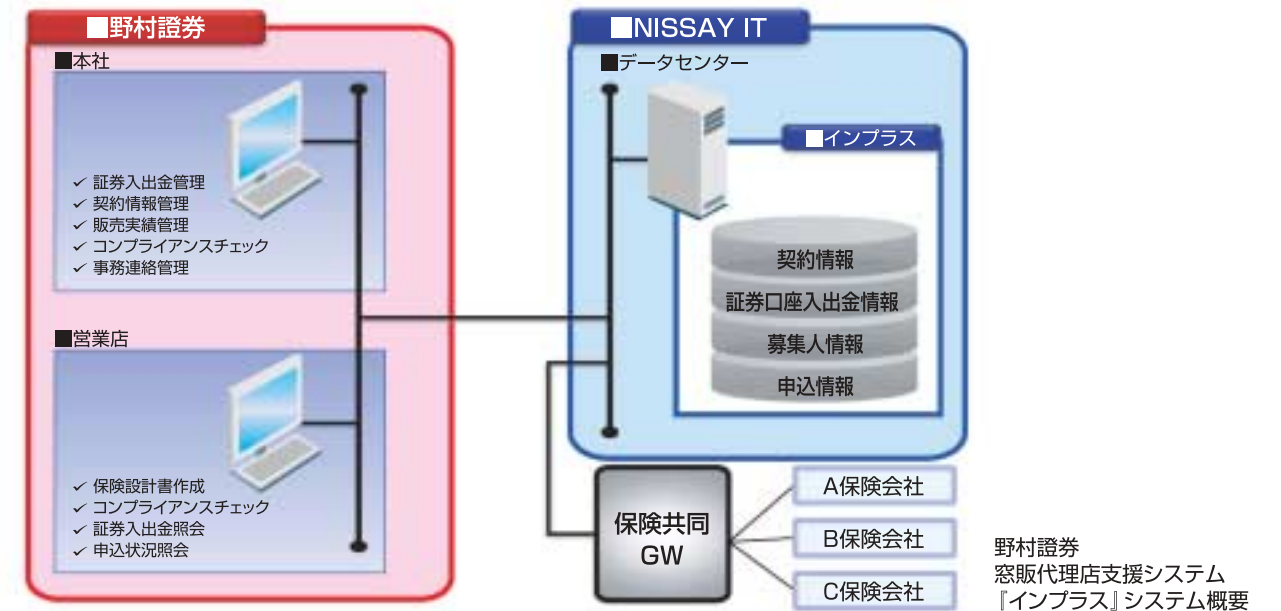 ■野村證券
■本社
✓ 証券入出金管理
✓ 契約情報管理
✓ 販売実績管理
✓ コンプライアンスチェック
✓ 事務連絡管理
■営業店
✓ 保険設計書作成
✓ コンプライアンスチェック
✓ 証券入出金照会
✓ 申込状況照会
■NISSAY IT
■データセンター
■インプラス
契約情報
証券口座入出金情報
募集人情報
申込情報
保険共同
GW
A保険会社
B保険会社
C保険会社
野村證券
窓販代理店支援システム
『インプラス』システム概要